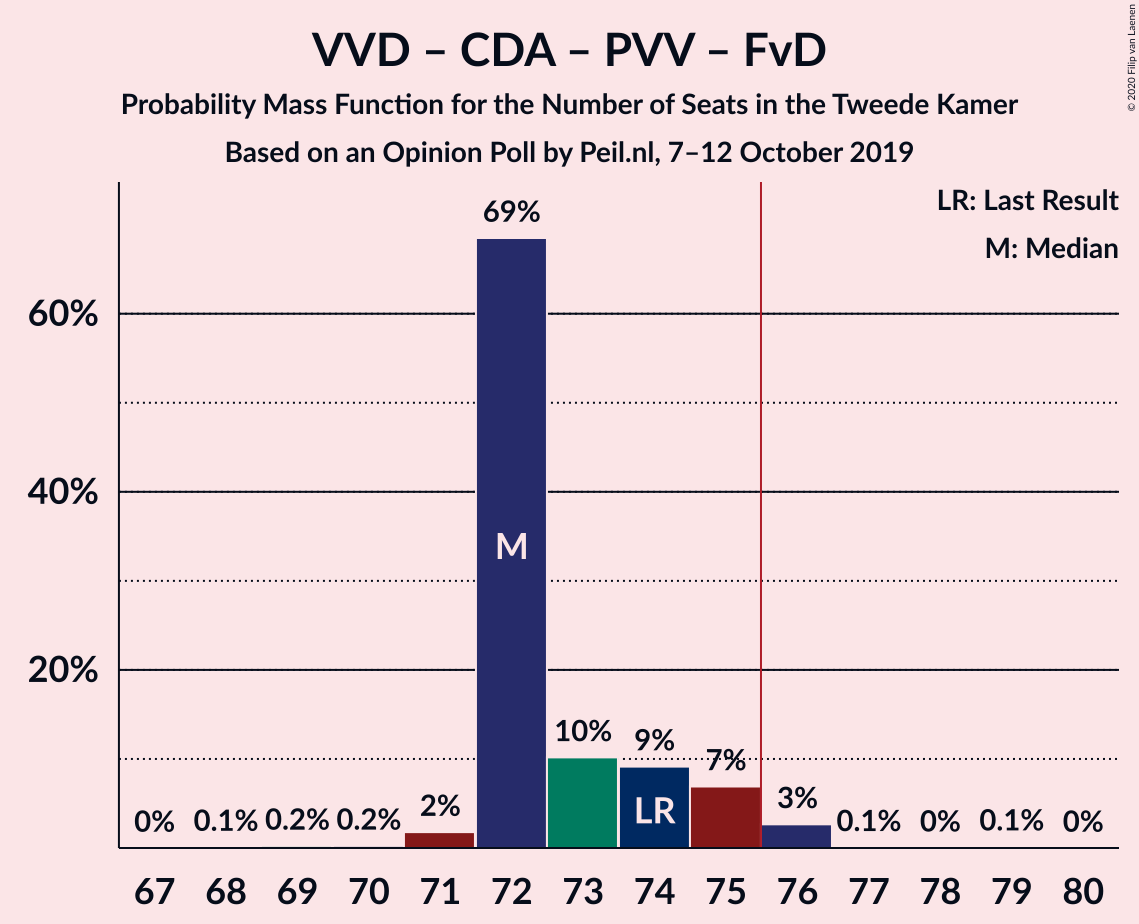 VVD – CDA – PVV – FvD
Probability Mass Function for the Number of Seats in the Tweede Kamer
Based on an Opinion Poll by Peil.nl, 7–12 October 2019
© 2020 Filip van Laenen
LR: Last Result
M: Median
69%
60%
40%
M
20%
10%
9%
7%
0%
0.1%
0.2%
0.2%
2%
LR
3%
0.1%
0%
0.1%
0%
67 68 69 70 71 72 73 74 75 76 77 78 79 80